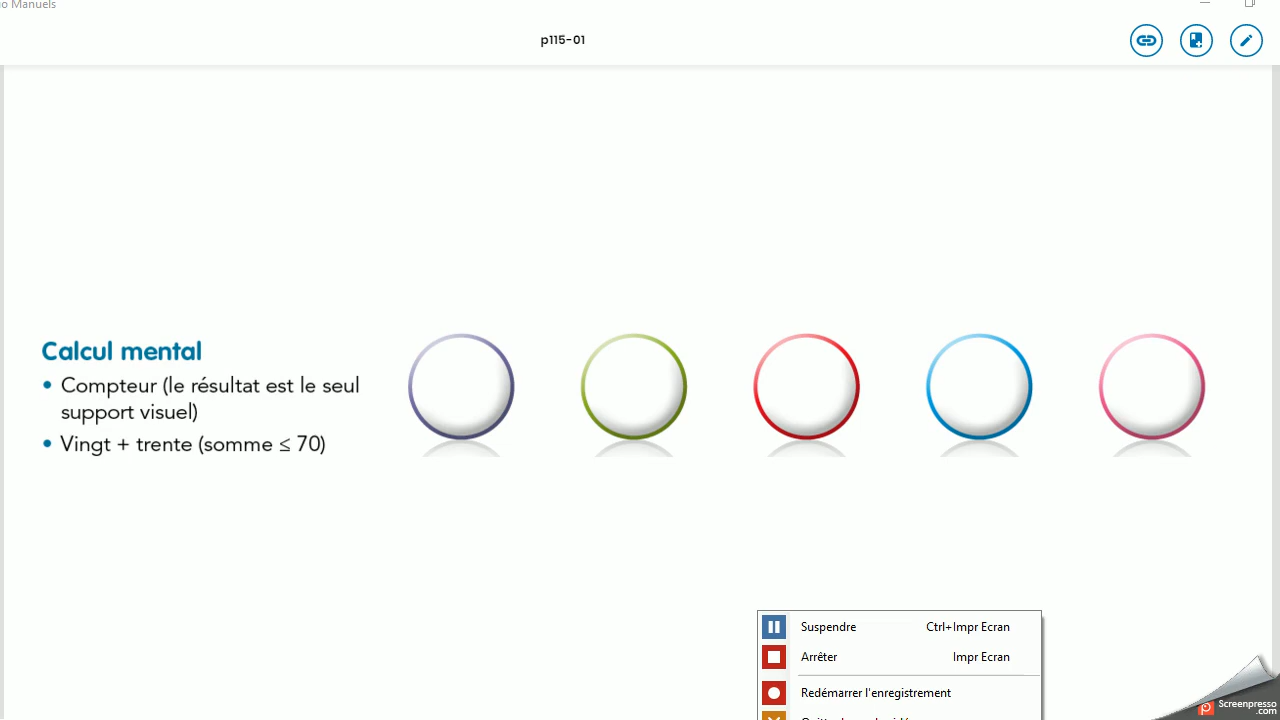 o Manuels
p115-01
Calcul mental
• Compteur (le résultat est le seul
support visuel)
• Vingt + trente (somme ≤ 70)
Suspendre Ctrl+Impr Ecran
Arrêter Impr Ecran
Redémarrer l'enregistrement
Screenpresso
.com